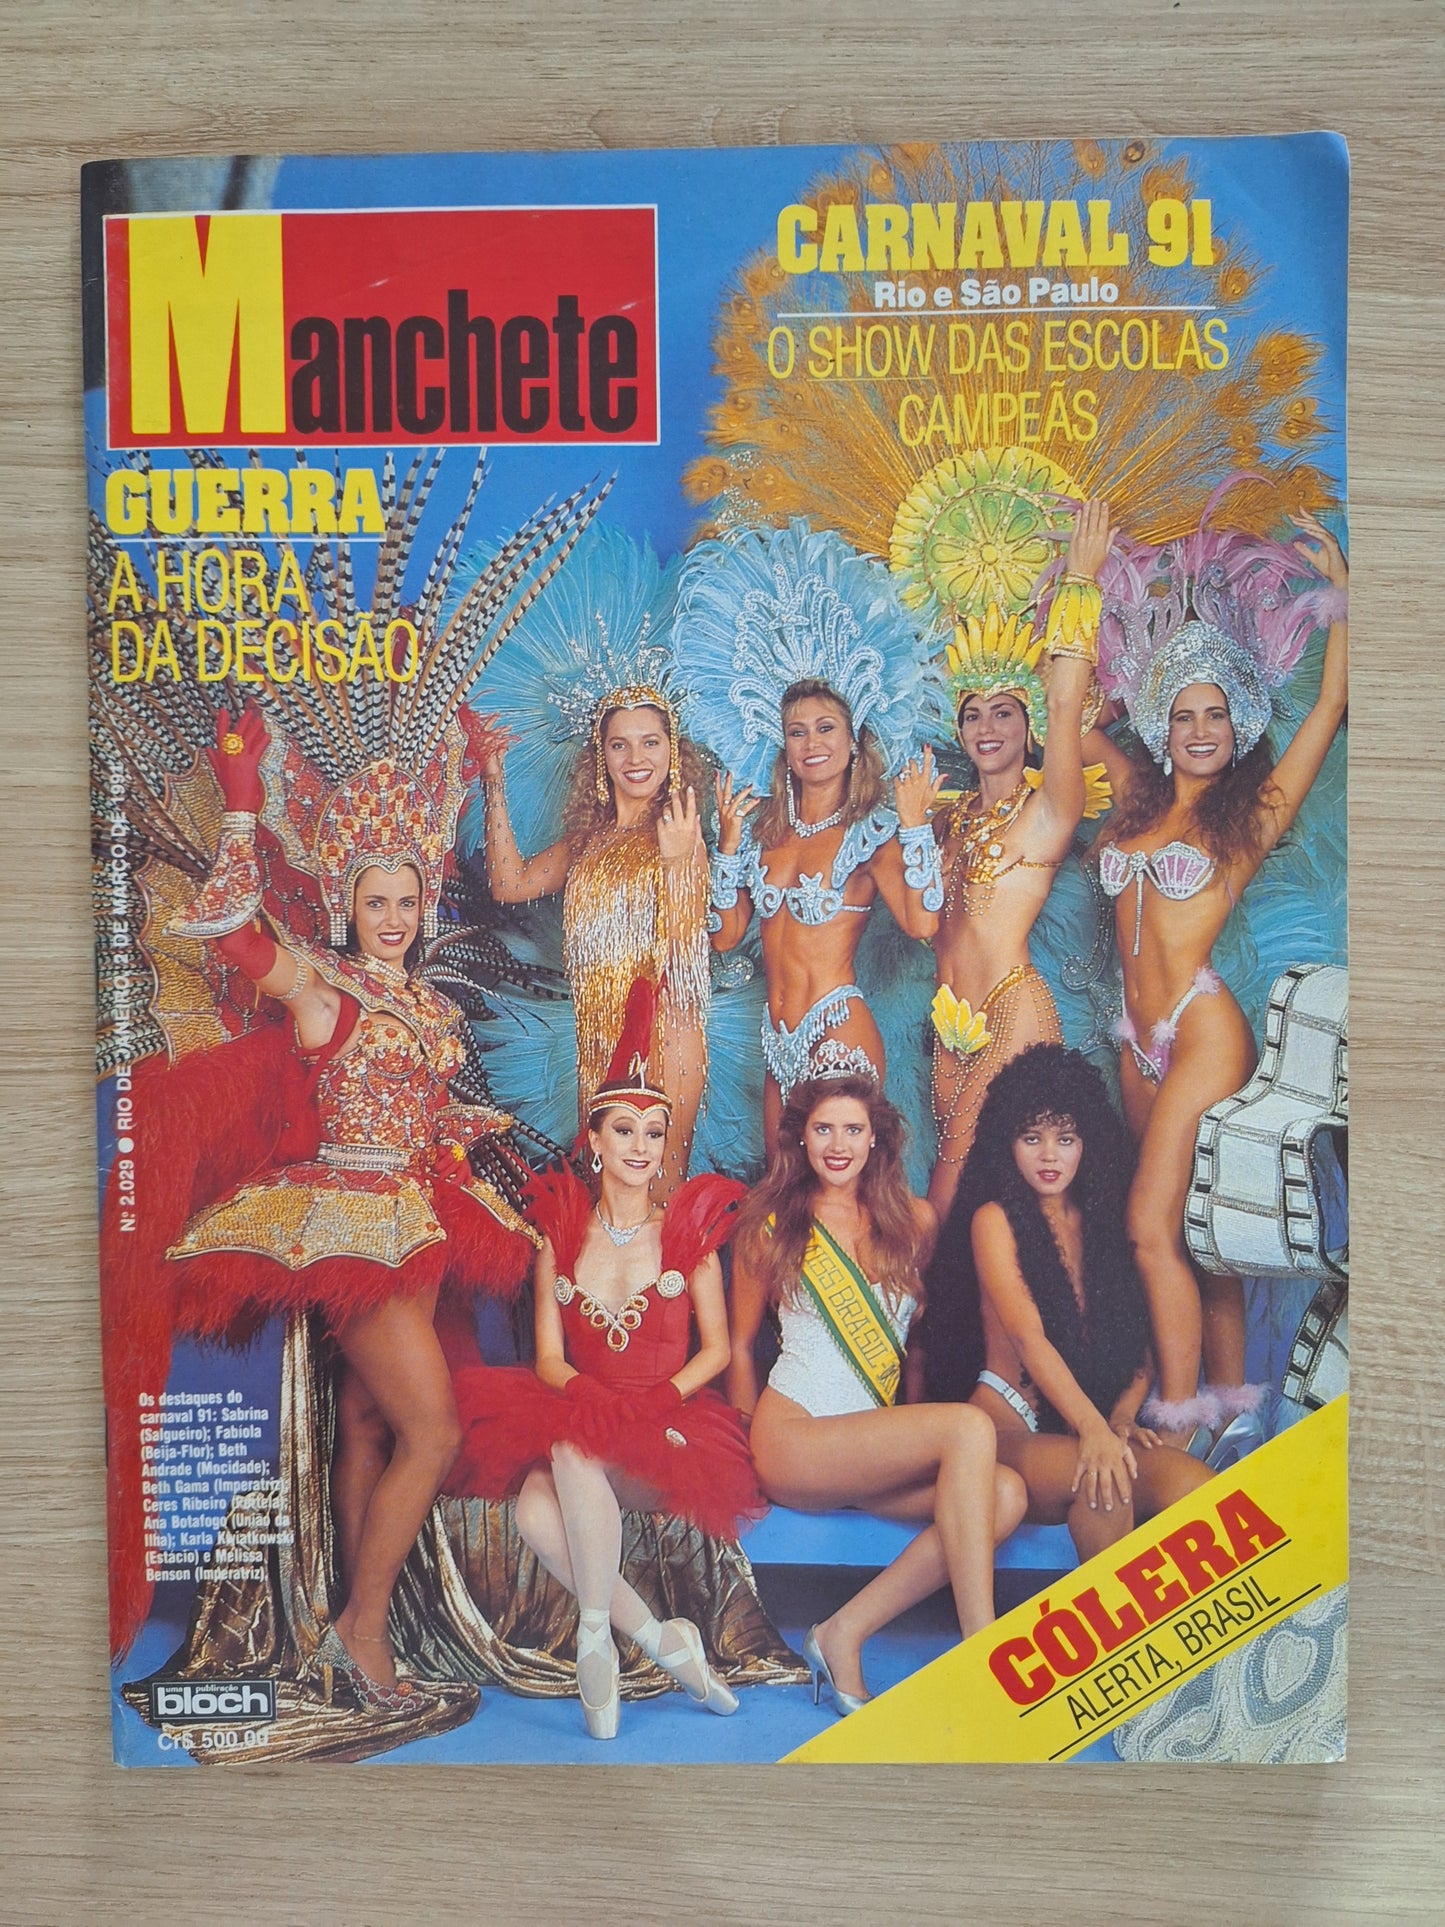 Manchete
CARNAVAL 91
Rio e São Paulo
O SHOW DAS ESCOLAS
CAMPEÃS
GUERRA
A HORA
DA DECISÃO
Nº 2.029 ● RIO DE JANEIRO, 2 DE MARÇO DE 1991
MISS BRASIL
Os destaques do
carnaval 91: Sabrina
(Salgueiro); Fabíola
(Beija-Flor); Beth
Andrade (Mocidade);
Beth Gama (Imperatriz);
Ceres Ribeiro (Portela);
Ana Botafogo (União da
Ilha); Karla Kwiatkowski
(Estácio) e Melissa
Benson (Imperatriz).
uma publicação
bloch
Cr$ 500,00
CÓLERA
ALERTA, BRASIL